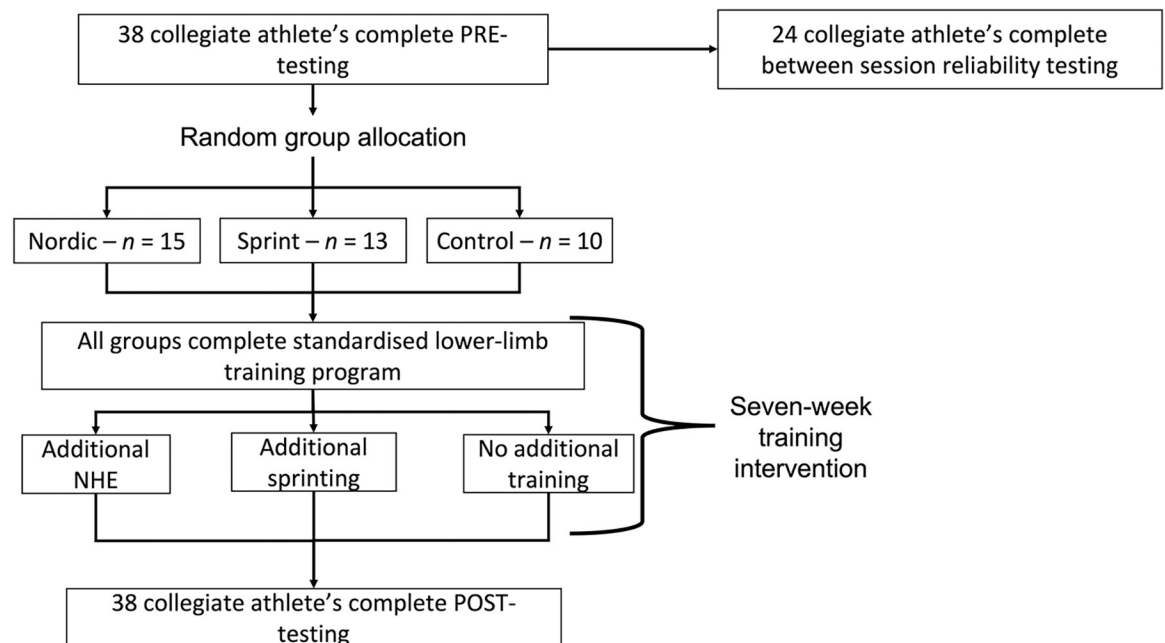 38 collegiate athlete's complete PRE-
testing
24 collegiate athlete's complete
between session reliability testing
Random group allocation
Nordic – n = 15
Sprint – n = 13
Control – n = 10
All groups complete standardised lower-limb
training program
Additional
NHE
Additional
sprinting
No additional
training
Seven-week
training
intervention
38 collegiate athlete's complete POST-
testing